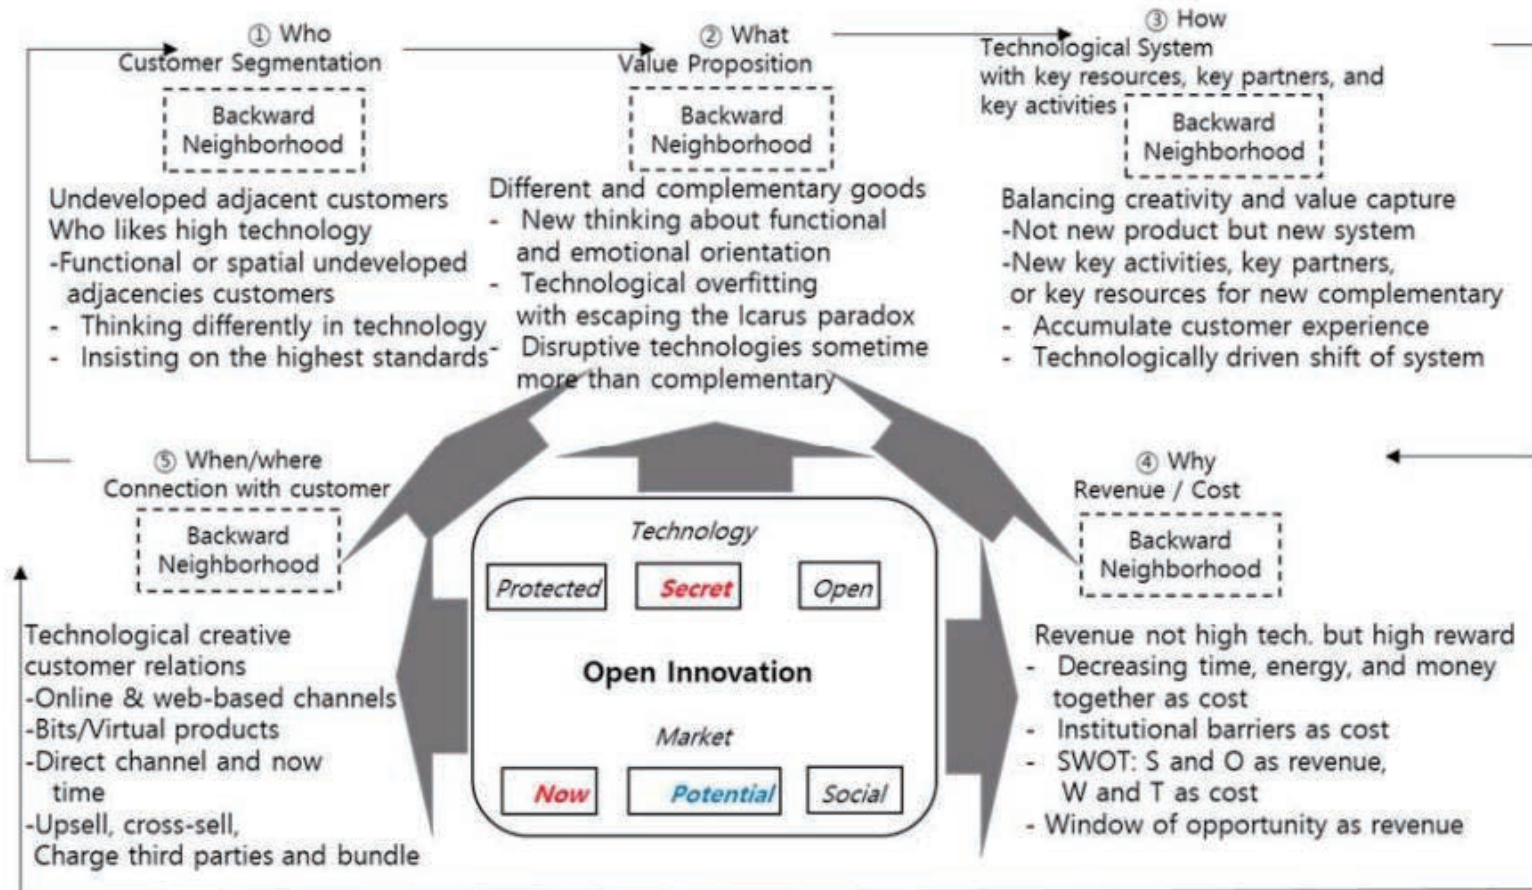 ① Who
Customer Segmentation
Backward
Neighborhood
Undeveloped adjacent customers
Who likes high technology
-Functional or spatial undeveloped
adjacencies customers
- Thinking differently in technology
- Insisting on the highest standards
② What
Value Proposition
Backward
Neighborhood
Different and complementary goods
- New thinking about functional
and emotional orientation
- Technological overfitting
with escaping the Icarus paradox
- Disruptive technologies sometime
more than complementary
③ How
Technological System
with key resources, key partners, and
key activities
Backward
Neighborhood
Balancing creativity and value capture
-Not new product but new system
-New key activities, key partners,
or key resources for new complementary
- Accumulate customer experience
- Technologically driven shift of system
⑤ When/where
Connection with customer
Backward
Neighborhood
Technological creative
customer relations
-Online & web-based channels
-Bits/Virtual products
-Direct channel and now
time
-Upsell, cross-sell,
Charge third parties and bundle
Technology
Protected
Secret
Open
Open Innovation
Market
Now
Potential
Social
④ Why
Revenue / Cost
Backward
Neighborhood
Revenue not high tech. but high reward
- Decreasing time, energy, and money
together as cost
- Institutional barriers as cost
- SWOT: S and O as revenue,
W and T as cost
- Window of opportunity as revenue